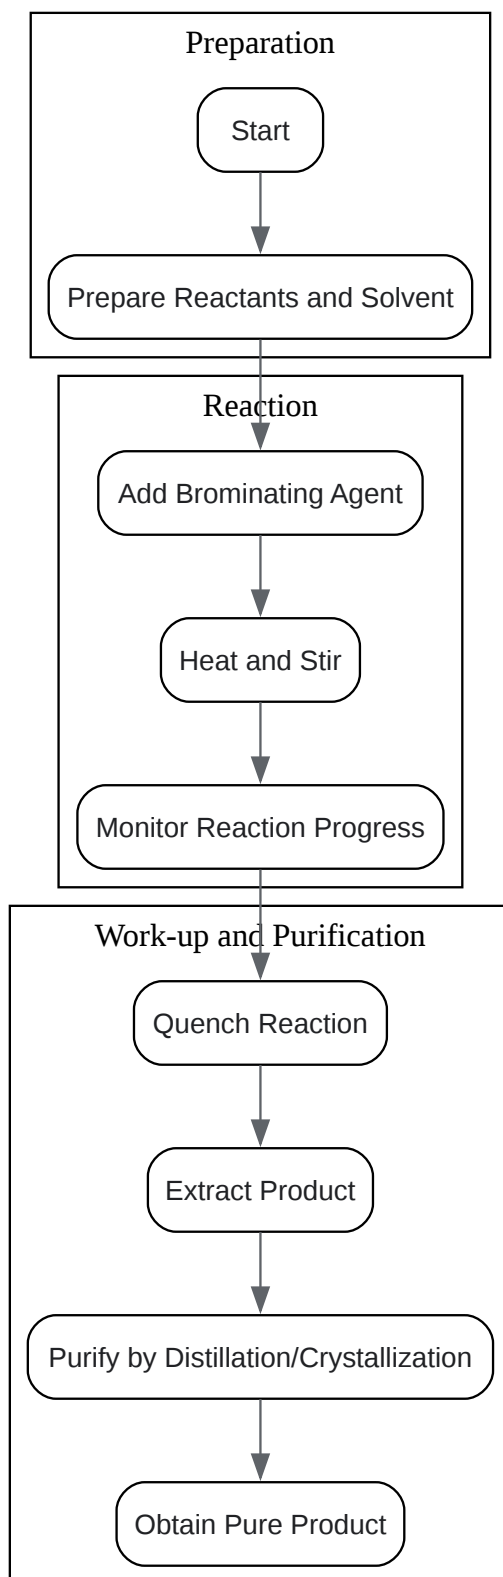 Preparation
Start
Prepare Reactants and Solvent
Reaction
Add Brominating Agent
Heat and Stir
Monitor Reaction Progress
Work-up and Purification
Quench Reaction
Extract Product
Purify by Distillation/Crystallization
Obtain Pure Product